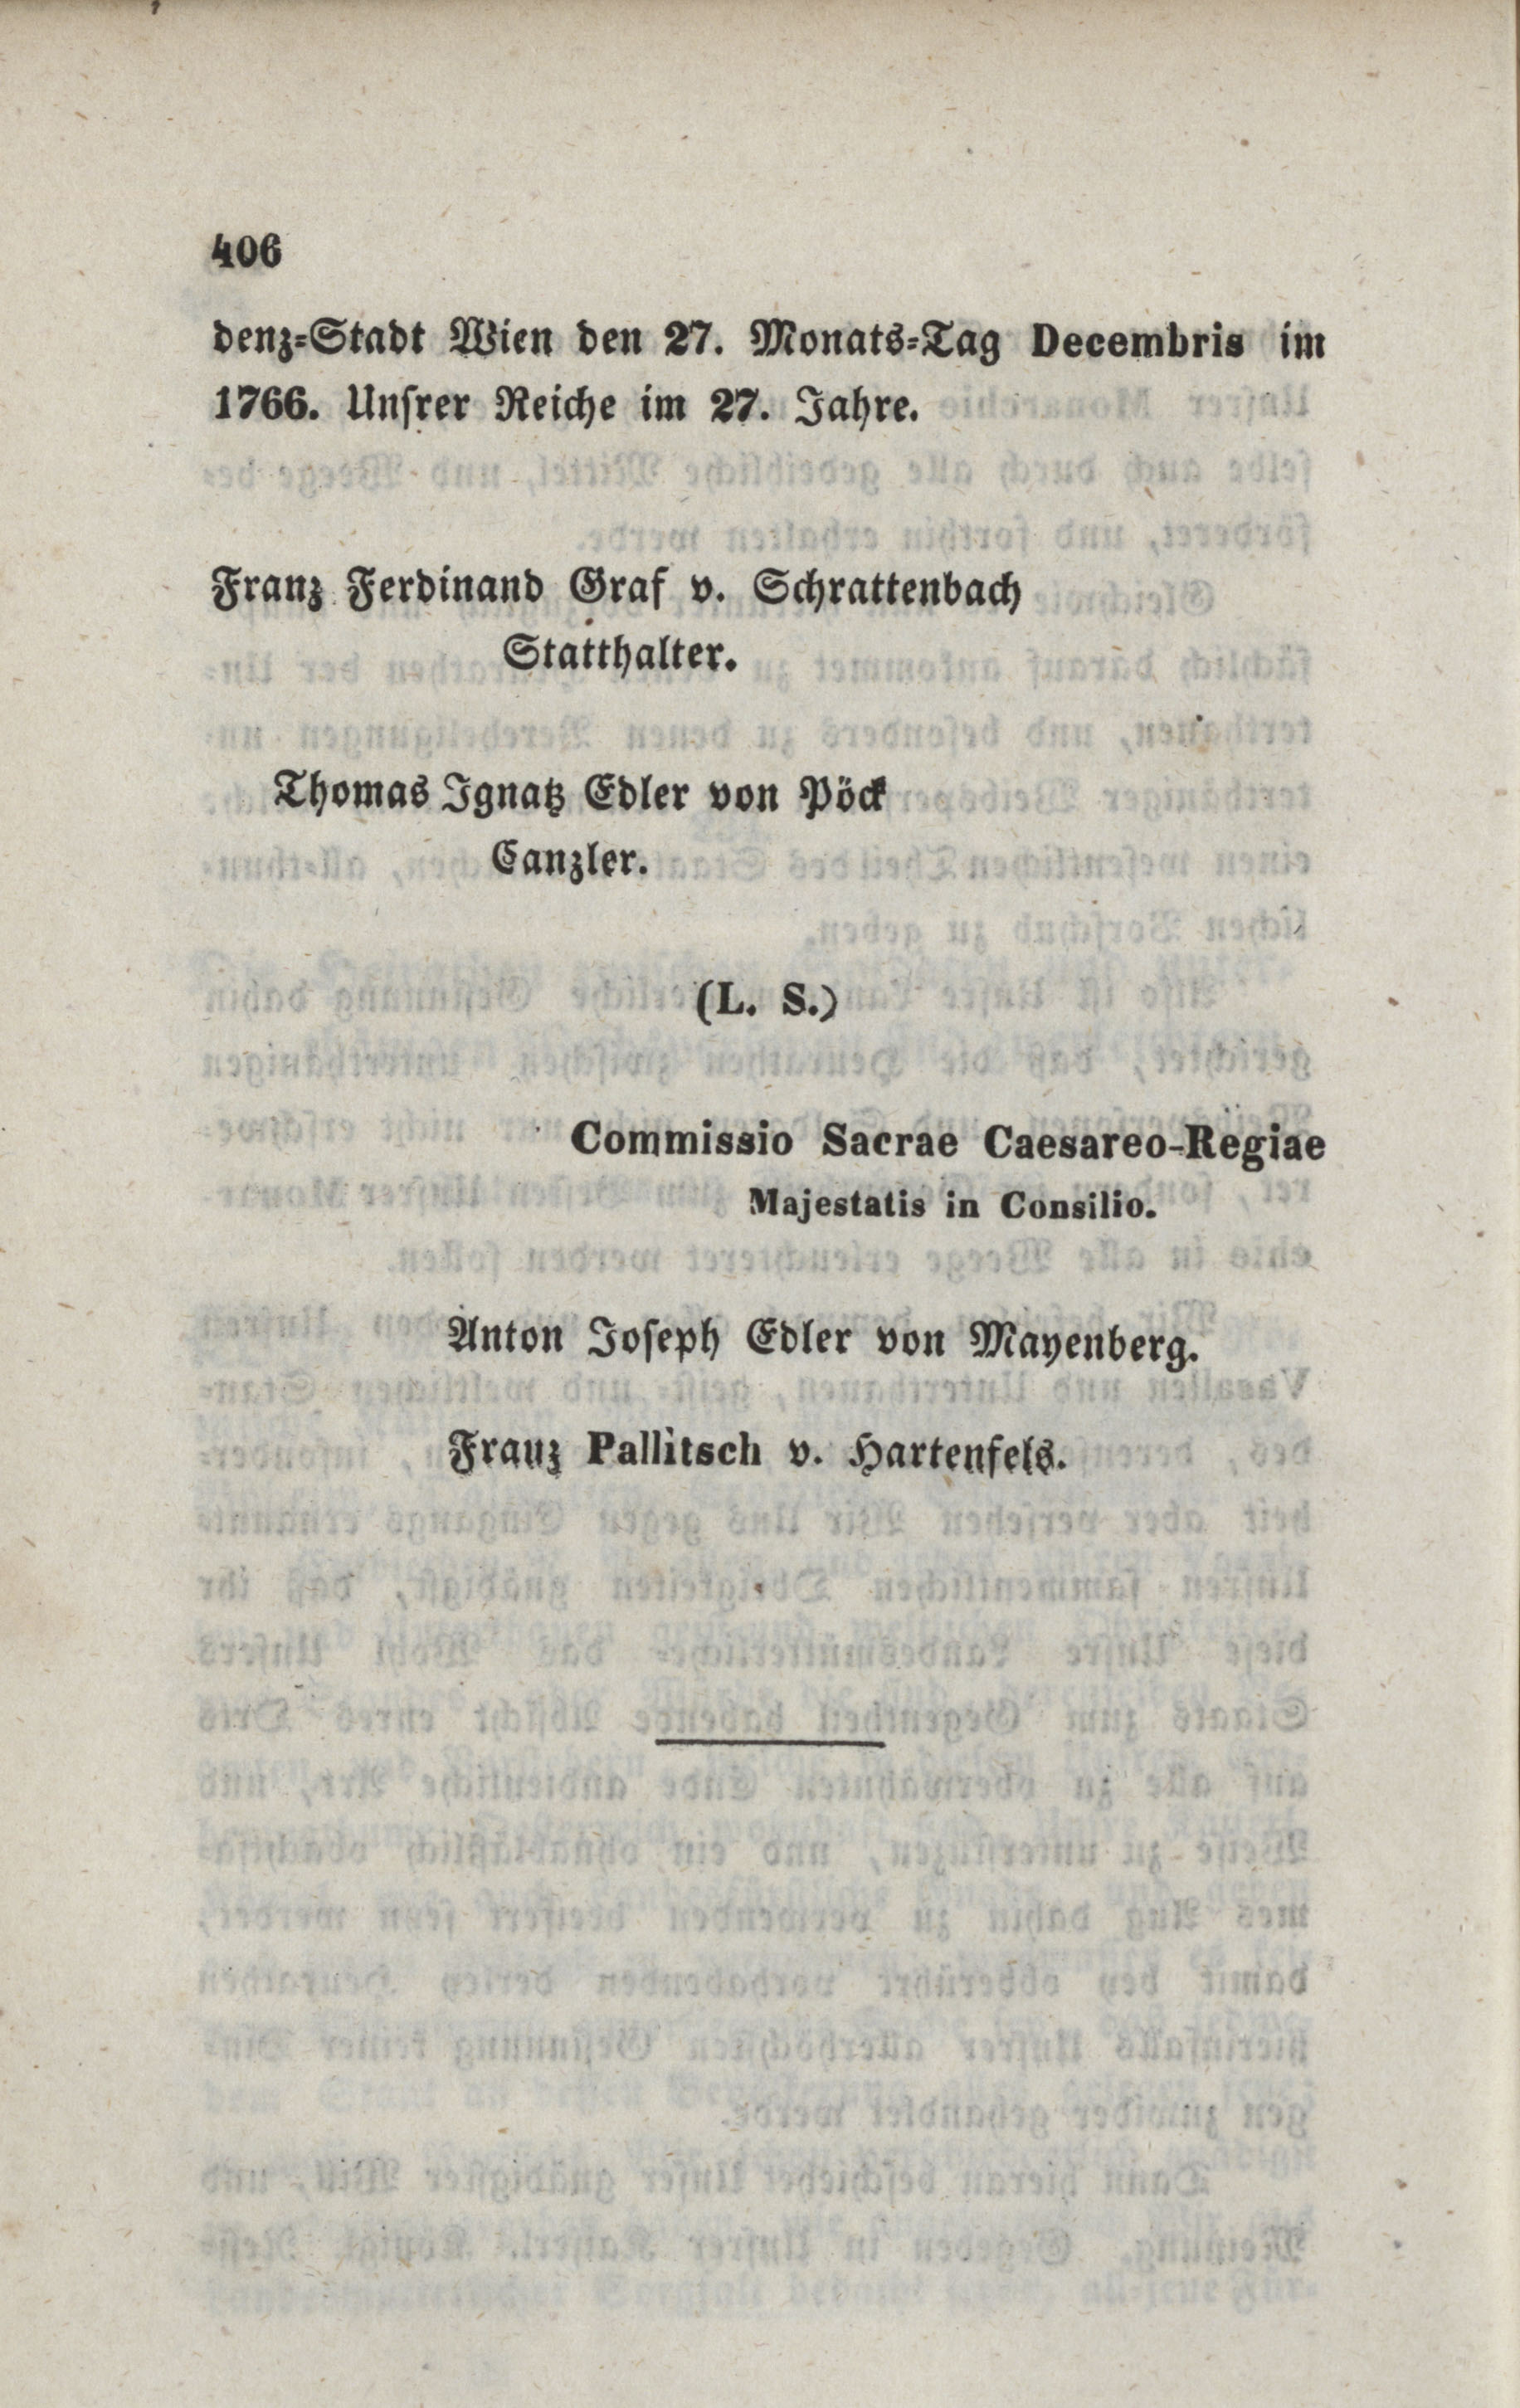 406
denz=Stadt Wien den 27. Monats=Tag Decembris im
1766. Unsrer Reiche im 27. Jahre.
Franz Ferdinand Graf v. Schrattenbach
Statthalter.
Thomas Ignatz Edler von Pöck
Canzler.
(L. S.)
Commissio Sacrae Caesareo-Regiae
Majestatis in Consilio.
Anton Joseph Edler von Mayenberg.
Franz Pallitsch v. Hartenfels.